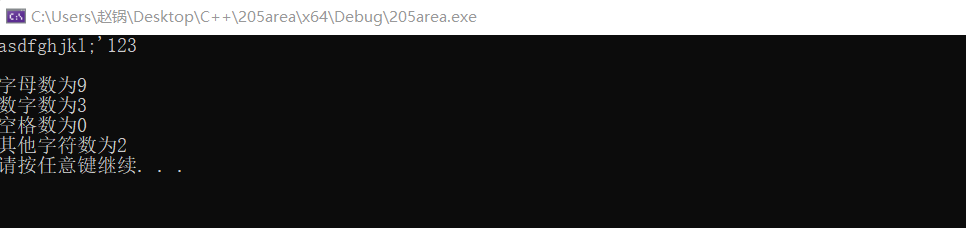 C:\Users\赵锅\Desktop\C++\205area\x64\Debug\205area.exe
asdfghjkl;'123
字母数为9
数字数为3
空格数为0
其他字符数为2
请按任意键继续. . .